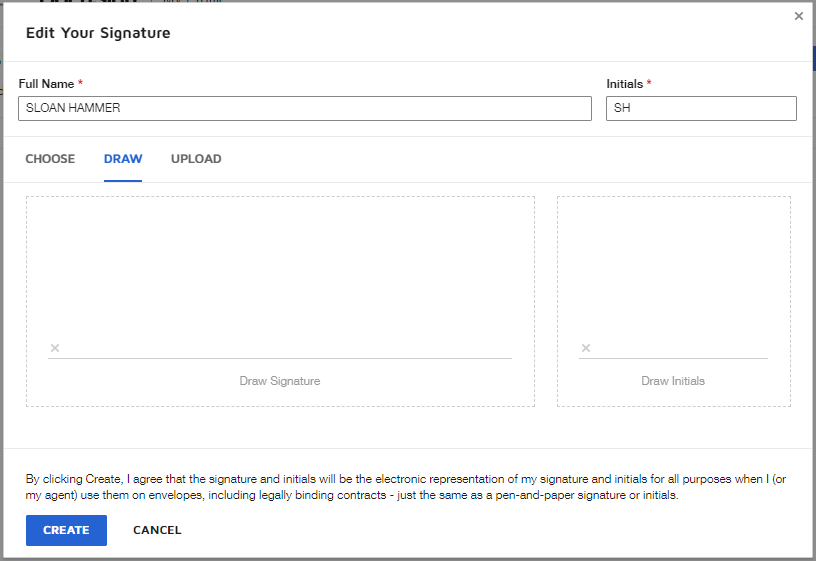 Edit Your Signature
Full Name *
Initials *
SLOAN HAMMER
SH
CHOOSE
DRAW
UPLOAD
Draw Signature
Draw Initials
By clicking Create, I agree that the signature and initials will be the electronic representation of my signature and initials for all purposes when I (or
my agent) use them on envelopes, including legally binding contracts - just the same as a pen-and-paper signature or initials.
CREATE
CANCEL